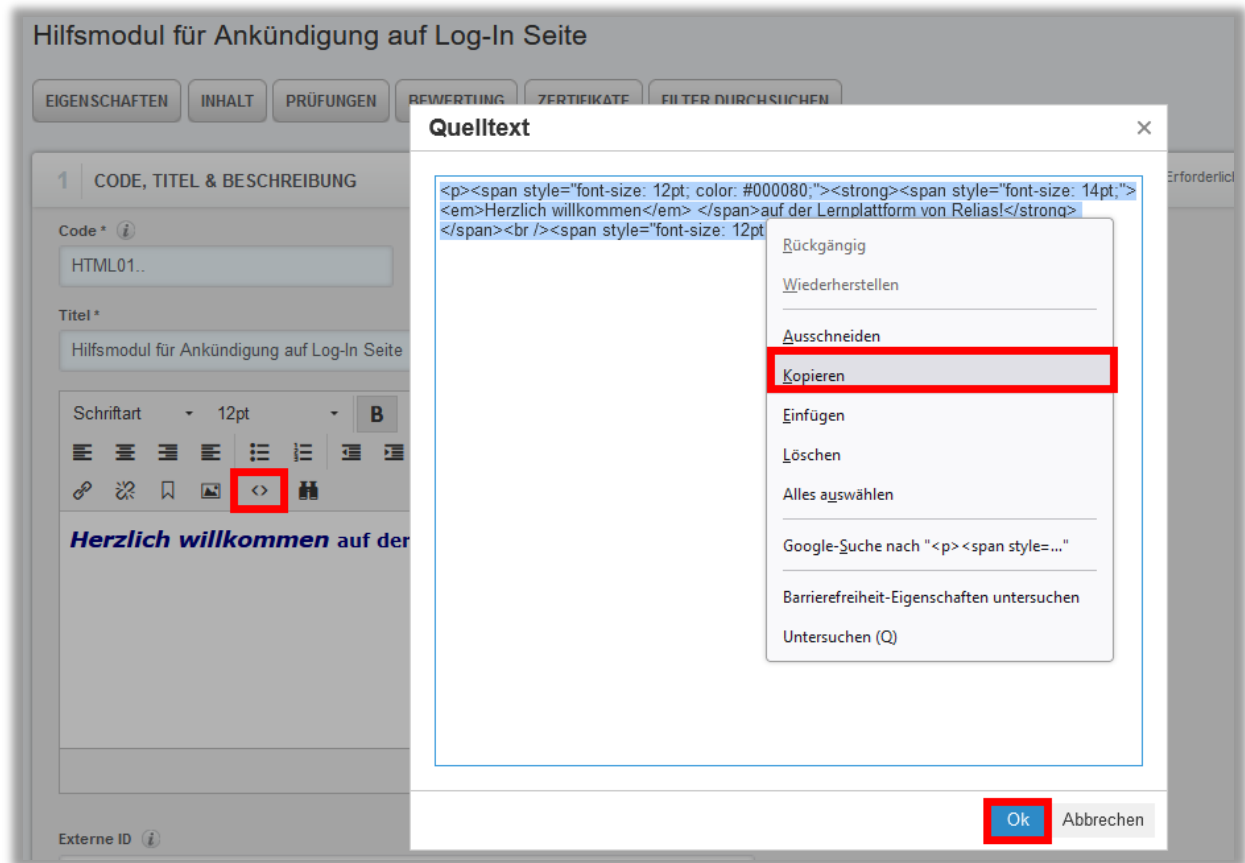 Hilfsmodul für Ankündigung auf Log-In Seite
EIGENSCHAFTEN INHALT PRÜFUNGEN BEWERTUNG ZERTIFIKATE FILTER DURCHSUCHEN
Quelltext
1 CODE, TITEL & BESCHREIBUNG
Code *
HTML01..
Titel *
Hilfsmodul für Ankündigung auf Log-In Seite
Schriftart 12pt B
Herzlich willkommen auf der
Externe ID
<p><span style="font-size: 12pt; color: #000080;"><strong><span style="font-size: 14pt;">
<em>Herzlich willkommen</em> </span>auf der Lernplattform von Relias!</strong>
</span><br /><span style="font-size: 12pt
Rückgängig
Wiederherstellen
Ausschneiden
Kopieren
Einfügen
Löschen
Alles auswählen
Google-Suche nach "<p><span style=..."
Barrierefreiheit-Eigenschaften untersuchen
Untersuchen (Q)
Ok Abbrechen